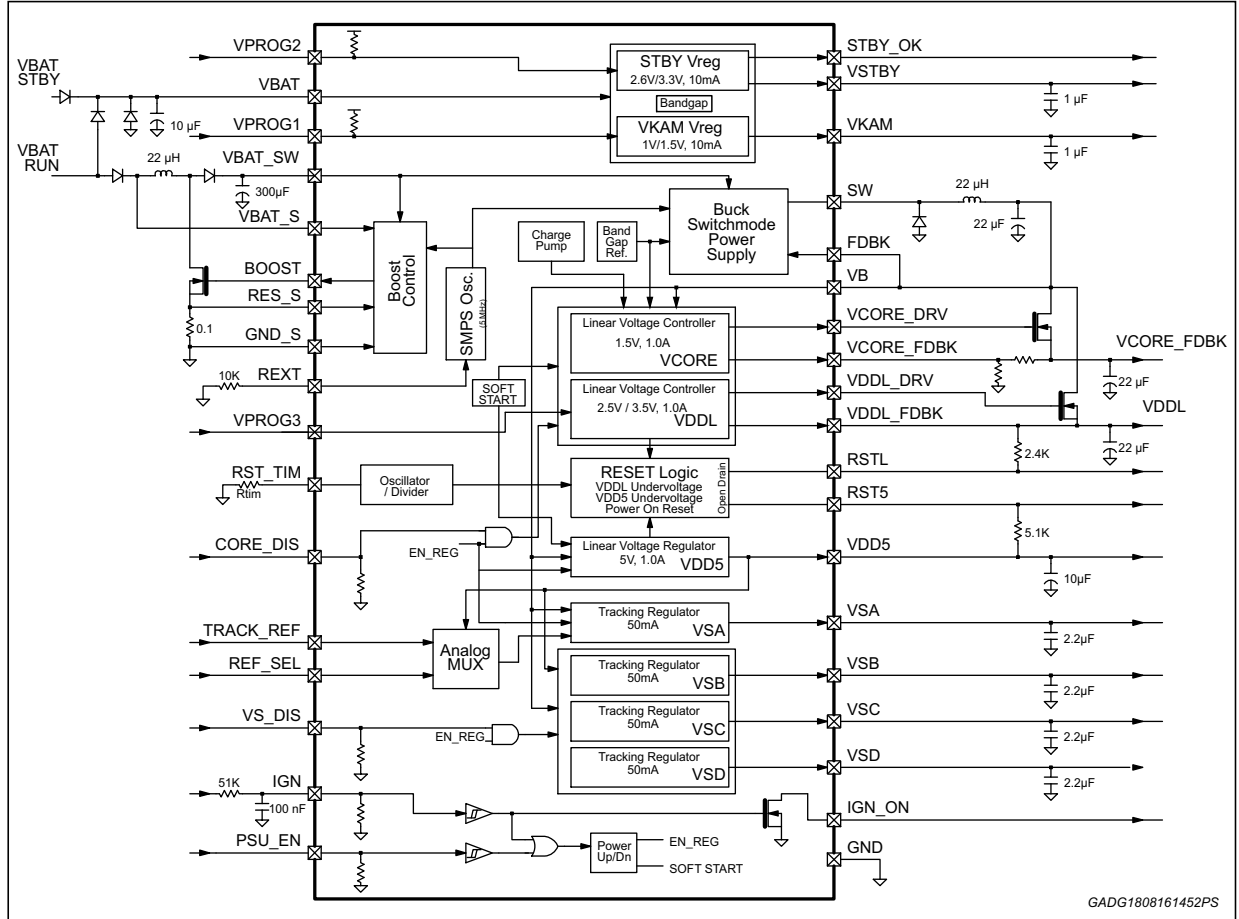 VPROG2
VBAT
STBY
VBAT
10 µF
VPROG1
VBAT
RUN
22 µH
VBAT_SW
300µF
VBAT_S
BOOST
RES_S
0.1
GND_S
10K
REXT
VPROG3
RST_TIM
Rtim
CORE_DIS
TRACK_REF
REF_SEL
VS_DIS
51K
IGN
100 nF
PSU_EN
STBY Vreg
2.6V/3.3V, 10mA
Bandgap
VKAM Vreg
1V/1.5V, 10mA
Boost
Control
SMPS Osc.
(5 MHz)
Charge
Pump
Band
Gap
Ref.
Buck
Switchmode
Power
Supply
Linear Voltage Controller
1.5V, 1.0A
VCORE
SOFT
START
Linear Voltage Controller
2.5V / 3.5V, 1.0A
VDDL
Oscillator
/ Divider
RESET Logic
VDDL Undervoltage
VDD5 Undervoltage
Power On Reset
Open Drain
EN_REG
Linear Voltage Regulator
5V, 1.0A
VDD5
Analog
MUX
Tracking Regulator
50mA
VSA
Tracking Regulator
50mA
VSB
Tracking Regulator
50mA
VSC
Tracking Regulator
50mA
VSD
EN_REG
Power
Up/Dn
EN_REG
SOFT START
STBY_OK
VSTBY
1 µF
VKAM
1 µF
SW
22 µH
22 µF
FDBK
VB
VCORE_DRV
VCORE_FDBK
VCORE_FDBK
22 µF
VDDL_DRV
VDDL_FDBK
VDDL
22 µF
2.4K
RSTL
RST5
5.1K
VDD5
10µF
VSA
2.2µF
VSB
2.2µF
VSC
2.2µF
VSD
2.2µF
IGN_ON
GND
GADG1808161452PS